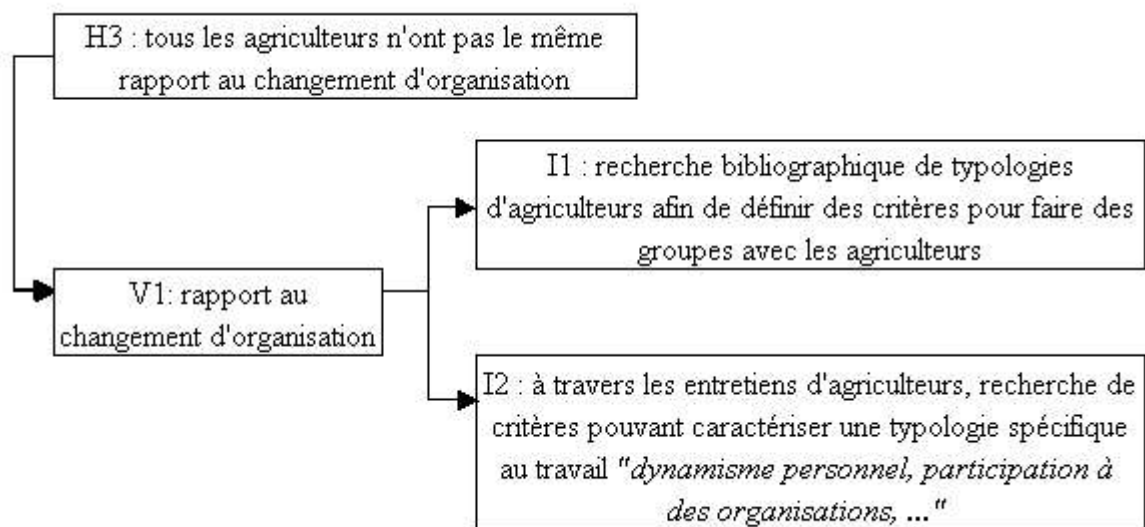 H3 : tous les agriculteurs n'ont pas le même
rapport au changement d'organisation
I1 : recherche bibliographique de typologies
d'agriculteurs afin de définir des critères pour faire des
groupes avec les agriculteurs
V1: rapport au
changement d'organisation
I2 : à travers les entretiens d'agriculteurs, recherche de
critères pouvant caractériser une typologie spécifique
au travail "dynamisme personnel, participation à
des organisations, ..."